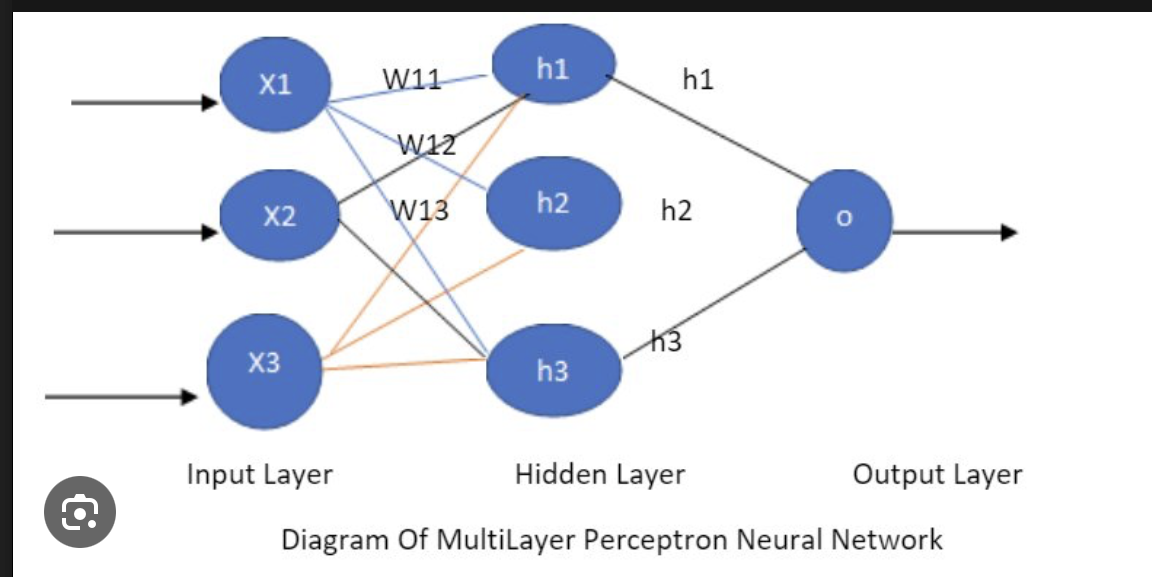 X1
W11
h1
h1
W12
X2
W13
h2
h2
o
X3
h3
h3
Input Layer
Hidden Layer
Output Layer
Diagram Of MultiLayer Perceptron Neural Network